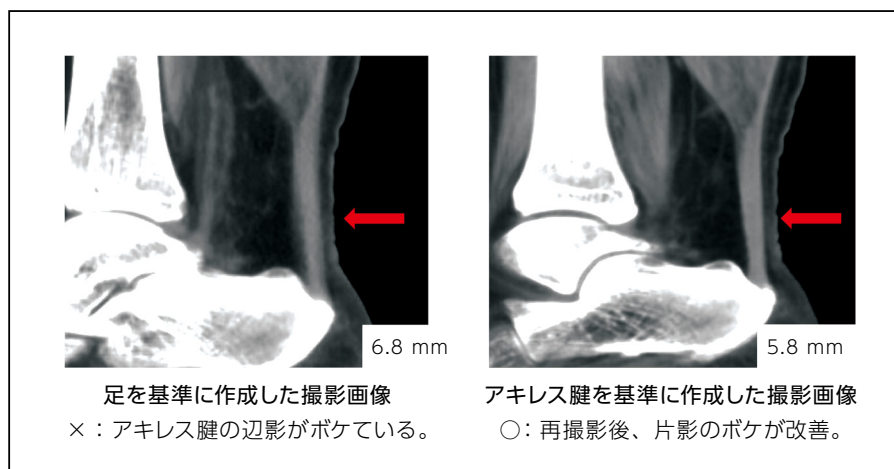 6.8 mm
5.8 mm
足を基準に作成した撮影画像
×：アキレス腱の辺影がボケている。
アキレス腱を基準に作成した撮影画像
○：再撮影後、片影のボケが改善。